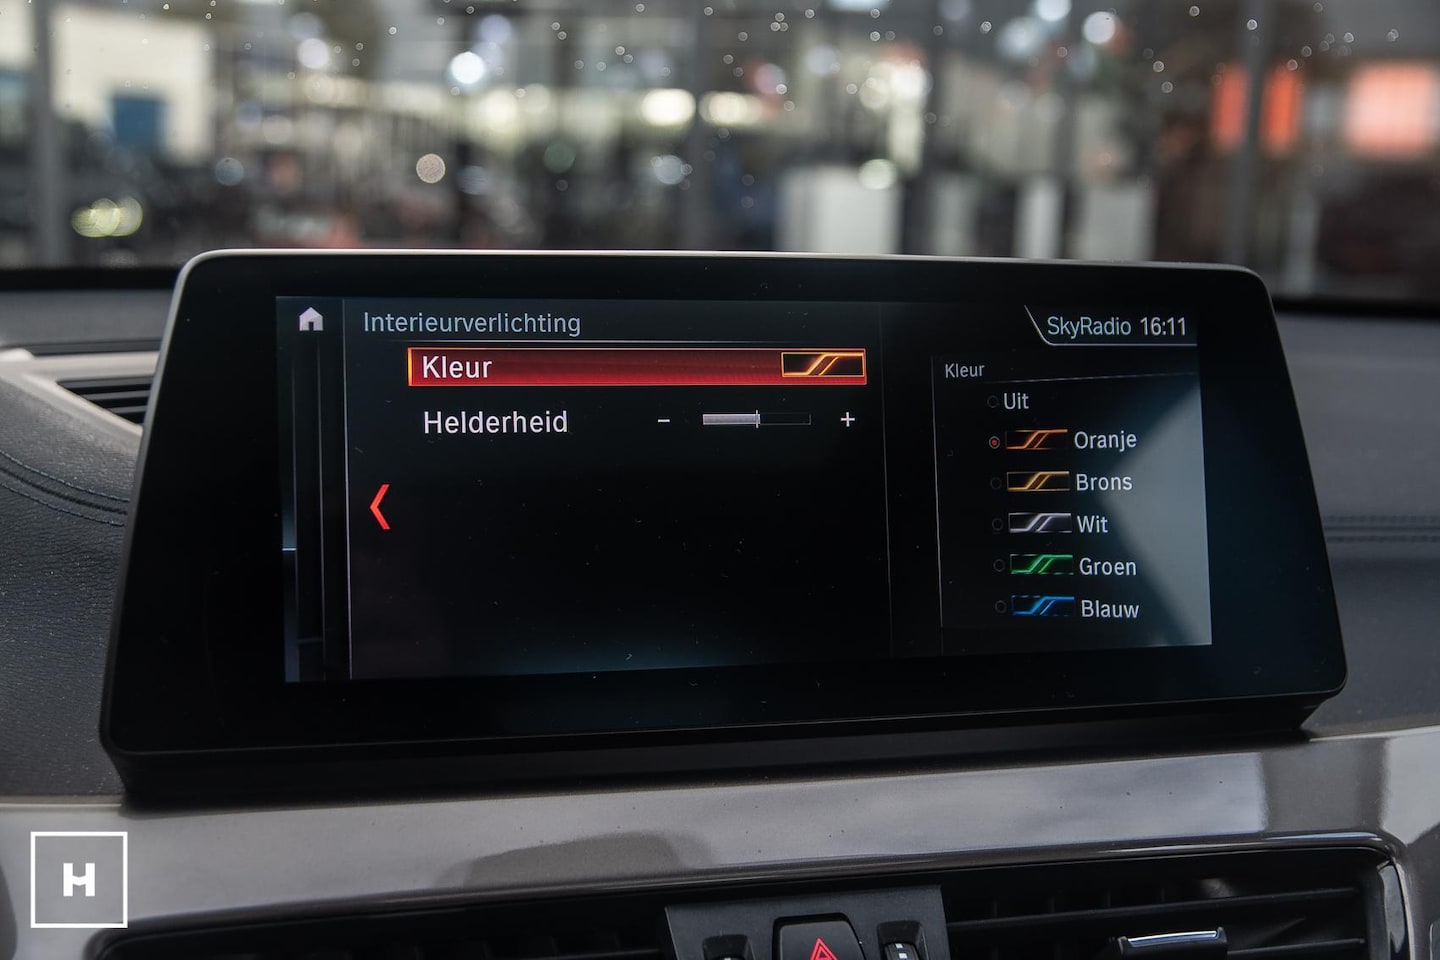 Interieurverlichting
SkyRadio 16:11
Kleur
Helderheid
- +
Kleur
Uit
Oranje
Brons
Wit
Groen
Blauw
H